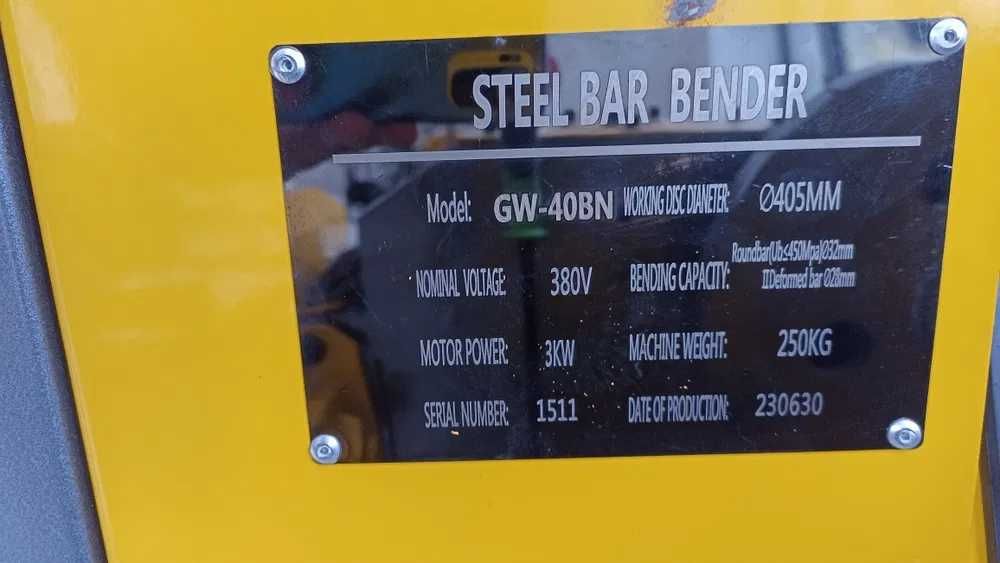 STEEL BAR BENDER
Model: GW-40BN WORKING DISC DIANETER: Ø405MM
NOMINAL VOLTAGE: 380V BENDING CAPACITY: Roundbar(Ub≤450Mpa)Ø32mm
IIDeformed bar Ø28mm
MOTOR POWER: 3KW MACHINE WEIGHT: 250KG
SERIAL NUMBER: 1511 DATE OF PRODUCTION: 230630